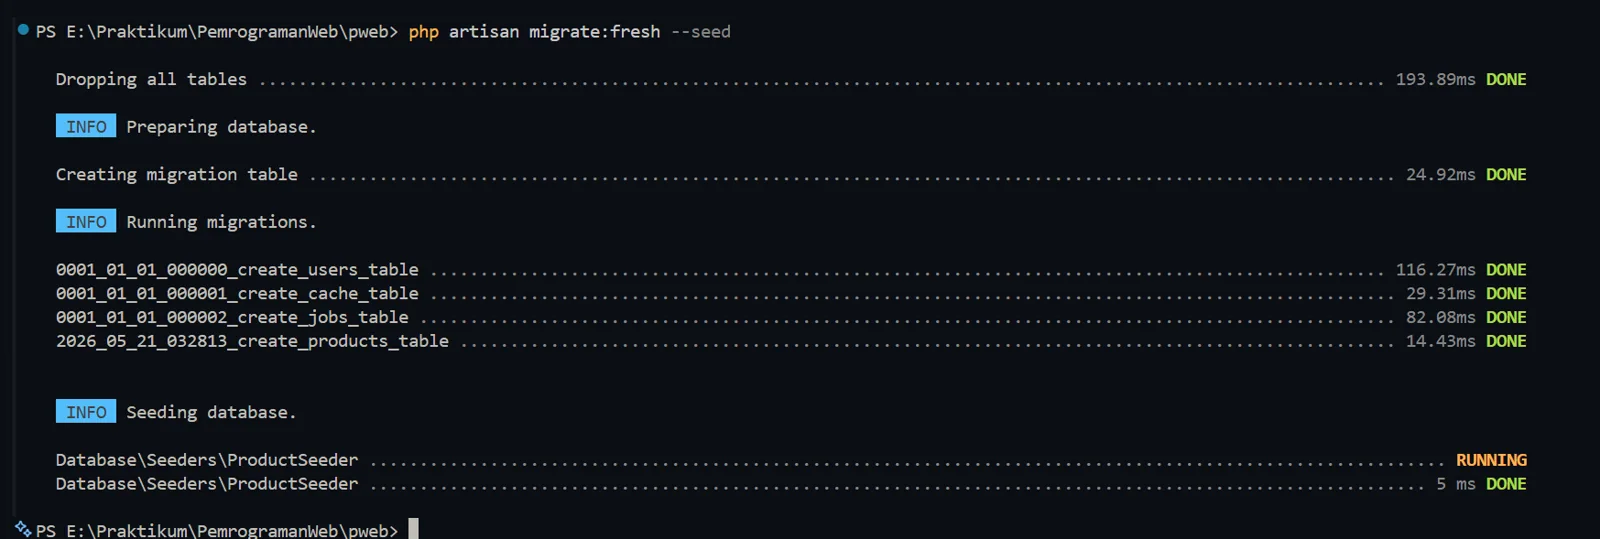 PS E:\Praktikum\PemrogramanWeb\pweb> php artisan migrate:fresh --seed
Dropping all tables ................................................................................................................ 193.89ms DONE
INFO Preparing database.
Creating migration table ............................................................................................................ 24.92ms DONE
INFO Running migrations.
0001_01_01_000000_create_users_table ............................................................................................... 116.27ms DONE
0001_01_01_000001_create_cache_table ................................................................................................ 29.31ms DONE
0001_01_01_000002_create_jobs_table ................................................................................................. 82.08ms DONE
2026_05_21_032813_create_products_table ............................................................................................. 14.43ms DONE
INFO Seeding database.
Database\Seeders\ProductSeeder ........................................................................................................... RUNNING
Database\Seeders\ProductSeeder ......................................................................................................... 5 ms DONE
PS E:\Praktikum\PemrogramanWeb\pweb>